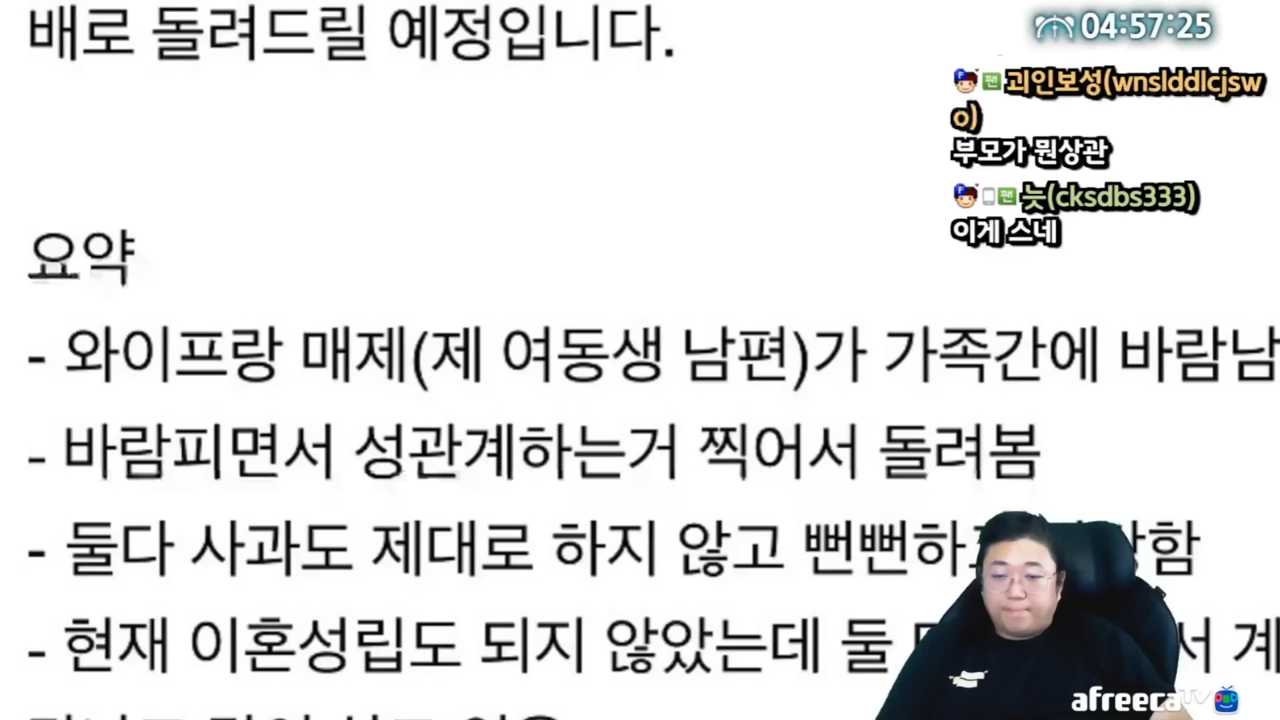 배로 돌려드릴 예정입니다.
04:57:25
괴인보성(wnslddlcjsw
이)
부모가 뭔상관
늣(cksdbs333)
이게 스네
요약
- 와이프랑 매제(제 여동생 남편)가 가족간에 바람남
- 바람피면서 성관계하는거 찍어서 돌려봄
- 둘다 사과도 제대로 하지 않고 뻔뻔하
- 현재 이혼성립도 되지 않았는데 둘 서 계
afreecaTV